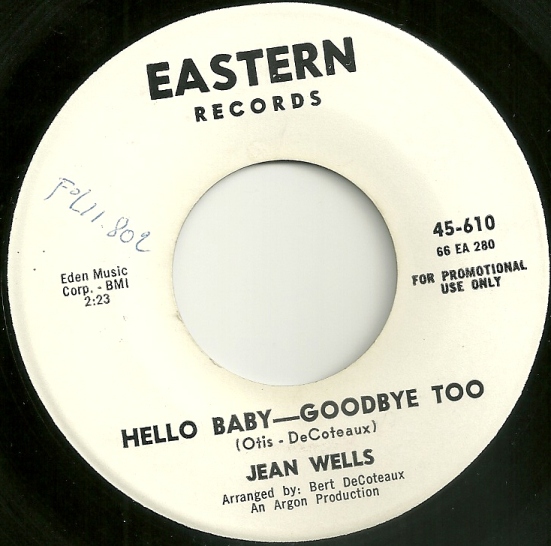 EASTERN
RECORDS
45-610
66 EA 280
FOR PROMOTIONAL
USE ONLY
Eden Music
Corp. - BMI
2:23
HELLO BABY—GOODBYE TOO
(Otis - DeCoteaux)
JEAN WELLS
Arranged by: Bert DeCoteaux
An Argon Production